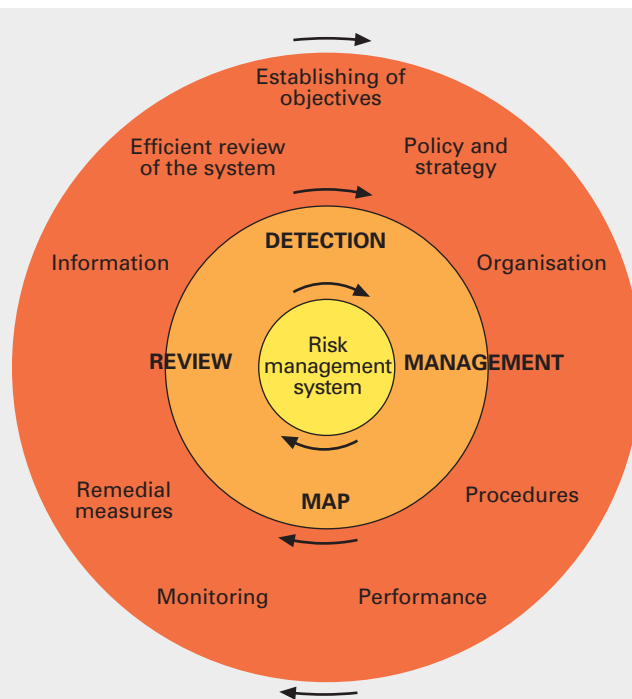 Establishing of
objectives
Efficient review
of the system
Policy and
strategy
DETECTION
Information
Organisation
REVIEW
Risk
management
system
MANAGEMENT
Remedial
measures
MAP
Procedures
Monitoring
Performance